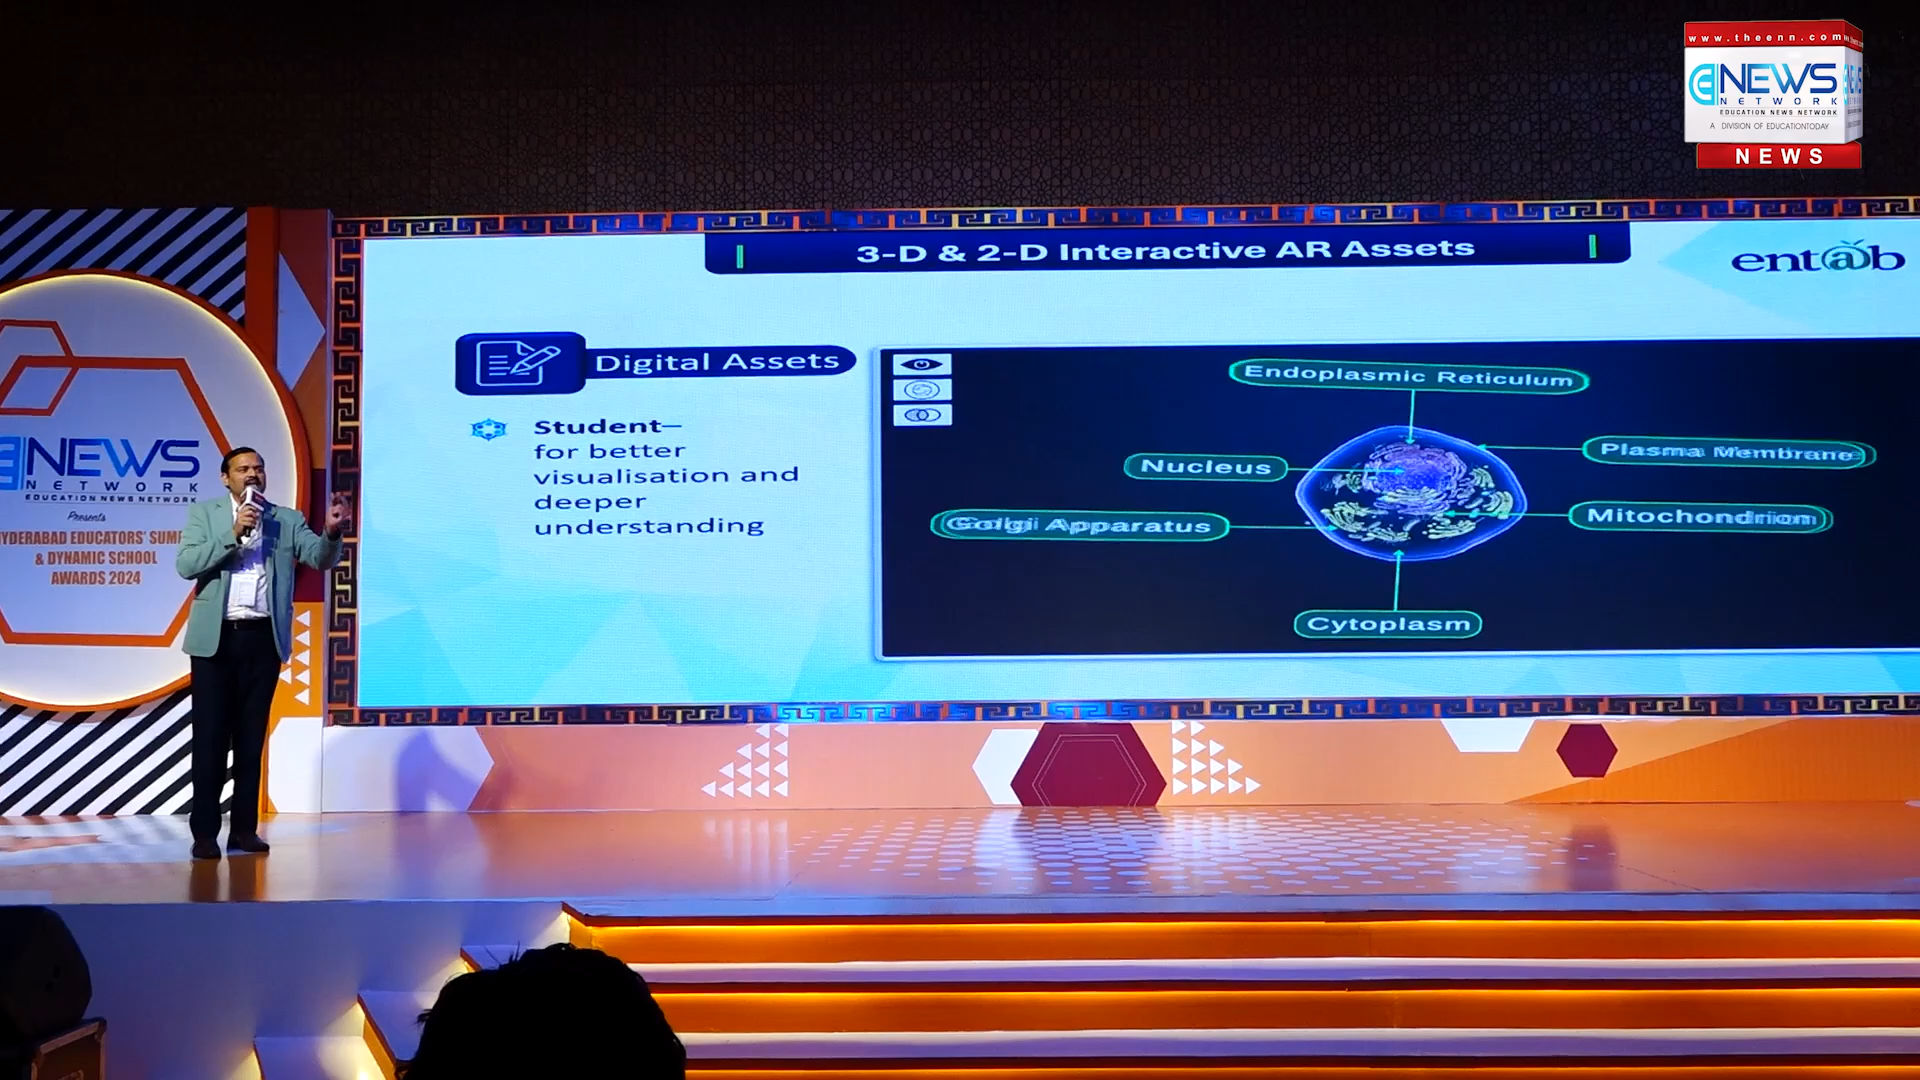 www.theenn.com
NEWS
NETWORK
EDUCATION NEWS NETWORK
A DIVISION OF EDUCATIONTODAY
NEWS
3-D & 2-D Interactive AR Assets
entab
Digital Assets
Student–
for better
visualisation and
deeper
understanding
Endoplasmic Reticulum
Plasma Membrane
Nucleus
Mitochondrion
Golgi Apparatus
Cytoplasm
NEWS
NETWORK
EDUCATION NEWS NETWORK
Presents
& DYNAMIC SCHOOL
AWARDS 2024
EDUCATORS'